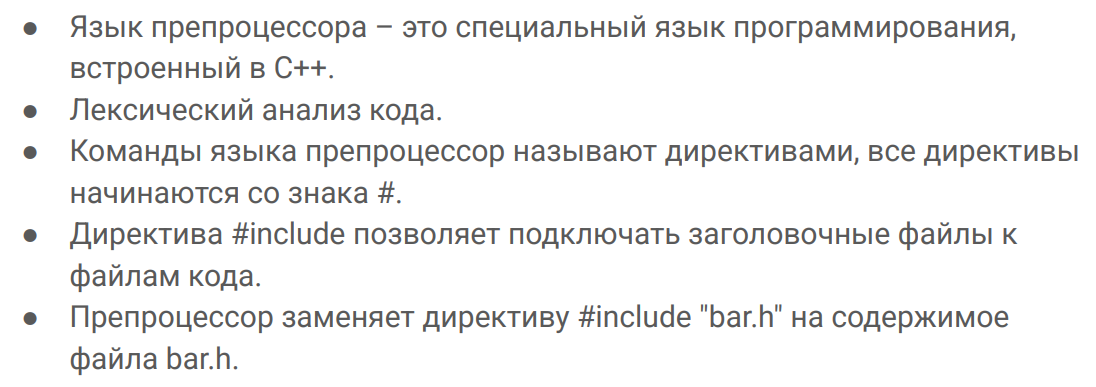 ● Язык препроцессора – это специальный язык программирования,
встроенный в C++.
● Лексический анализ кода.
● Команды языка препроцессор называют директивами, все директивы
начинаются со знака #.
● Директива #include позволяет подключать заголовочные файлы к
файлам кода.
● Препроцессор заменяет директиву #include "bar.h" на содержимое
файла bar.h.